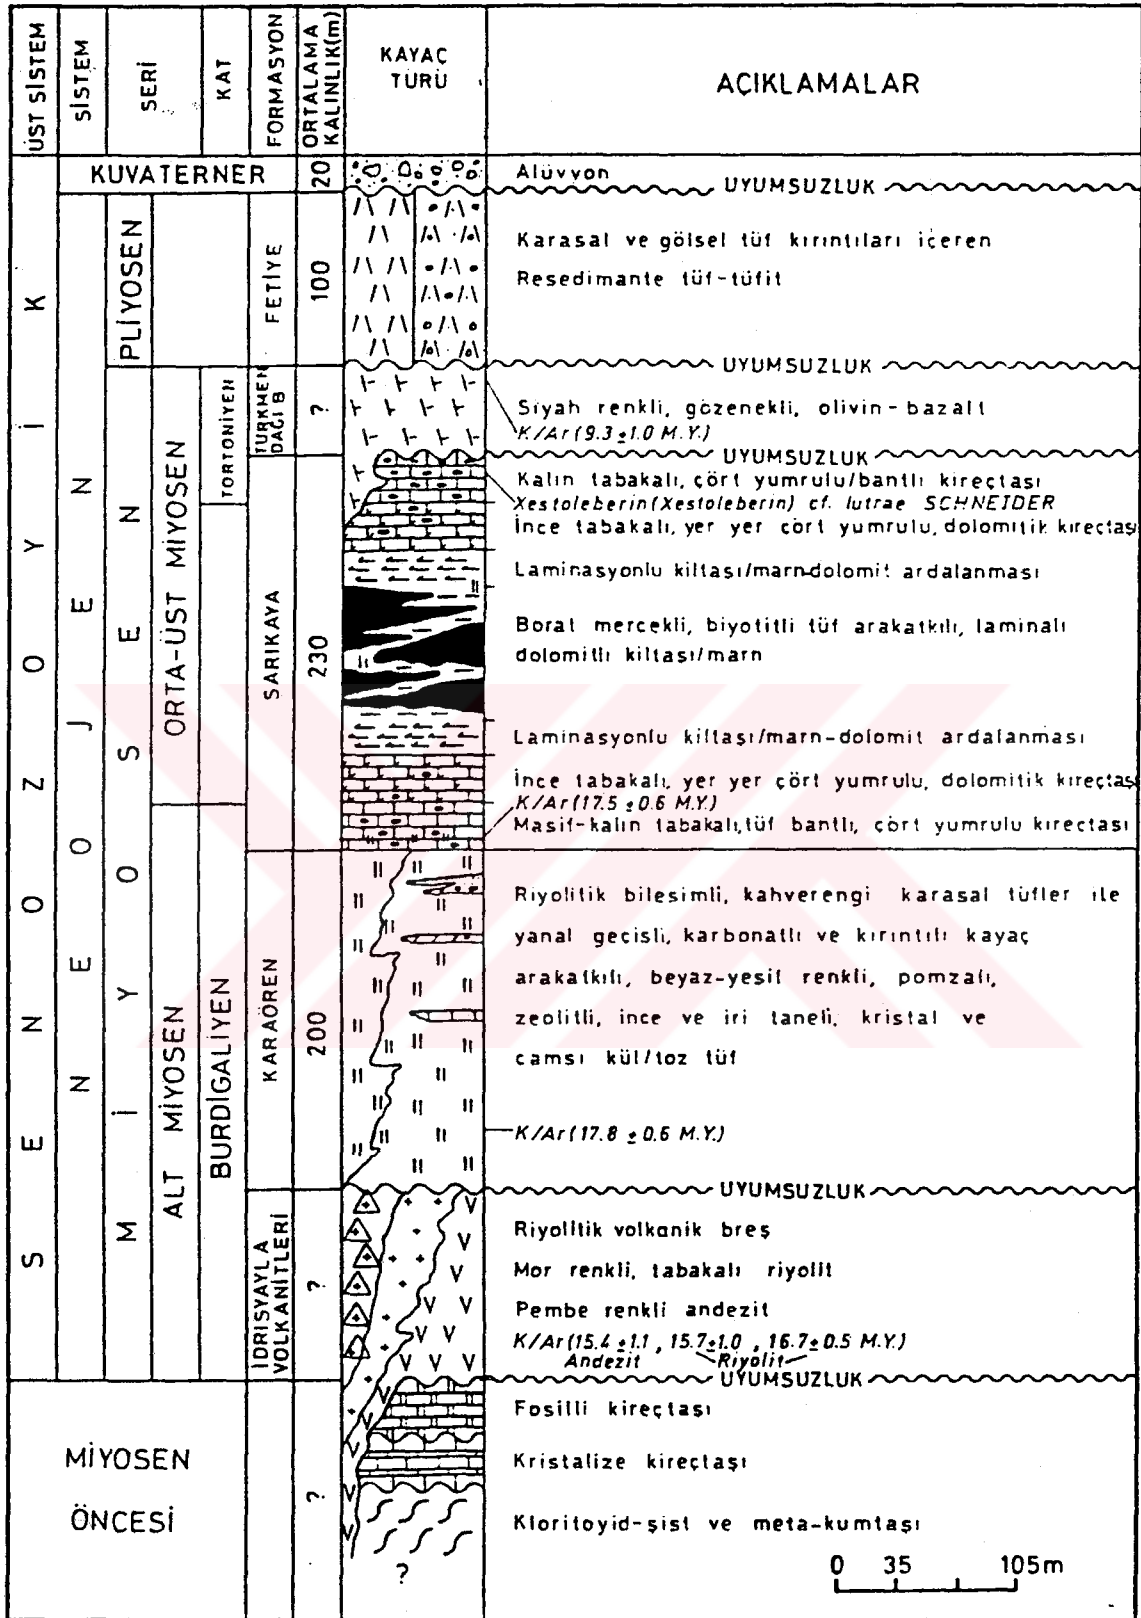 ÜST SİSTEM
SİSTEM
SERİ
KAT
FORMASYON
ORTALAMA KALINLIK(m)
KAYAÇ
TÜRÜ
AÇIKLAMALAR
SENOZOYİK
NEOJEN
KUVATERNER
20
Alüvyon
UYUMSUZLUK
PLİYOSEN
FETİYE
100
Karasal ve gölsel tüf kırıntıları içeren
Resedimante tüf-tüfit
UYUMSUZLUK
MİYOSEN
ORTA-ÜST MİYOSEN
TORTONİYEN
TÜRKMEN
DAĞI B
?
Siyah renkli, gözenekli, olivin-bazalt
K/Ar(9.3±1.0 M.Y.)
UYUMSUZLUK
SARIKAYA
230
Kalın tabakalı, çört yumrulu/bantlı kireçtaşı
Xestoleberin(Xestoleberin) cf. lutrae SCHNEIDER
İnce tabakalı, yer yer çört yumrulu, dolomitik kireçtaşı
Laminasyonlu kiltaşı/marn-dolomit ardalanması
Borat mercekli, biyotitli tüf arakatkılı, laminalı
dolomitli kiltaşı/marn
Laminasyonlu kiltaşı/marn-dolomit ardalanması
İnce tabakalı, yer yer çört yumrulu, dolomitik kireçtaşı
K/Ar(17.5±0.6 M.Y.)
Masif-kalın tabakalı,tüf bantlı, çört yumrulu kireçtası
ALT MİYOSEN
BURDİGALİYEN
KARAÖREN
200
Riyolitik bilesimli, kahverengi karasal tüfler ile
yanal geçisli, karbonatlı ve kırıntılı kayaç
arakatkılı, beyaz-yesil renkli, pomzalı,
zeolitli, ince ve iri taneli, kristal ve
camsı kül/toz tüf
K/Ar(17.8±0.6 M.Y.)
UYUMSUZLUK
İDRİSYAYLA
VOLKANİTLERİ
?
Riyolitik volkanik breş
Mor renkli, tabakalı riyolit
Pembe renkli andezit
K/Ar(15.4±1.1 , 15.7±1.0 , 16.7±0.5 M.Y.)
Andezit Riyolit
UYUMSUZLUK
MİYOSEN
ÖNCESİ
?
Fosilli kireçtaşı
Kristalize kireçtaşı
Kloritoyid-şist ve meta-kumtaşı
?
0 35 105m